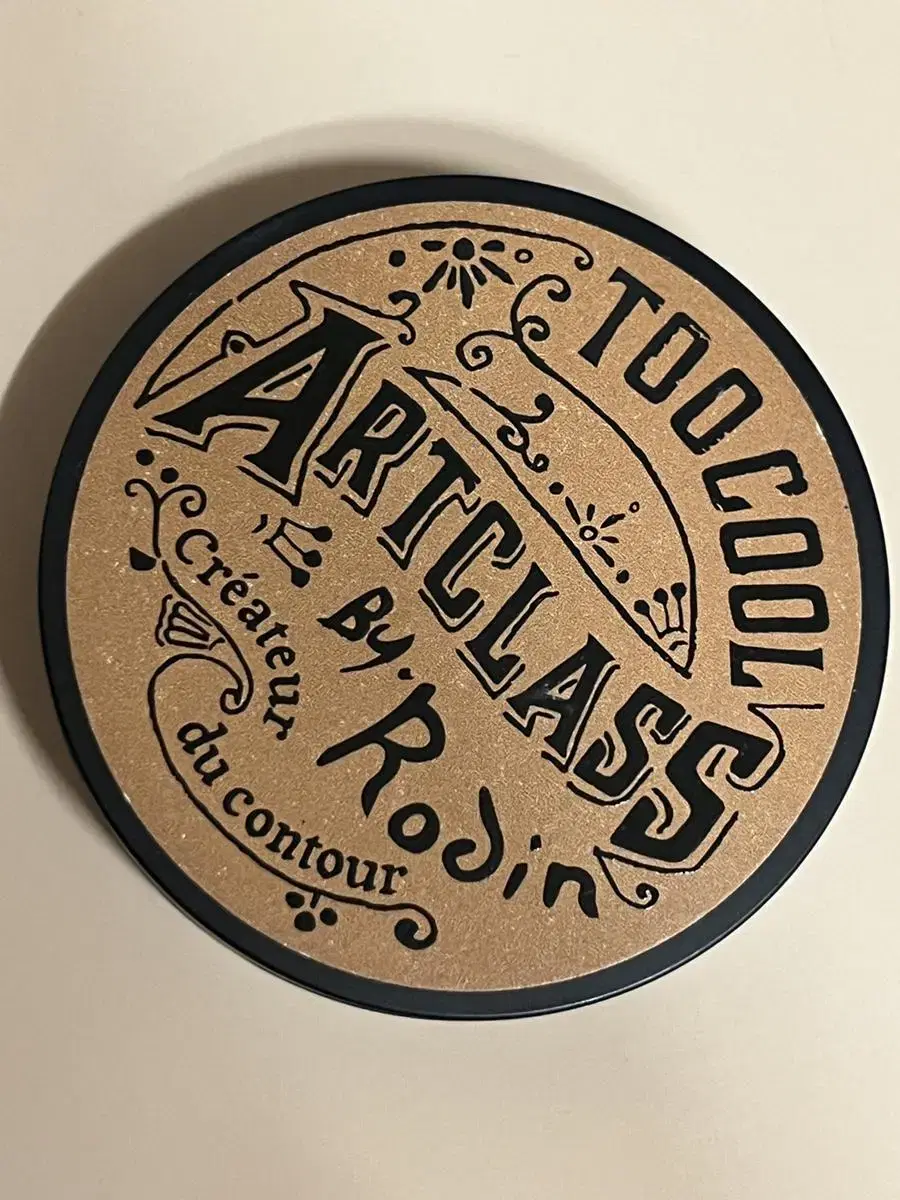 TOO COOL
ARTCLASS
By.
Rodin
Créateur
du contour